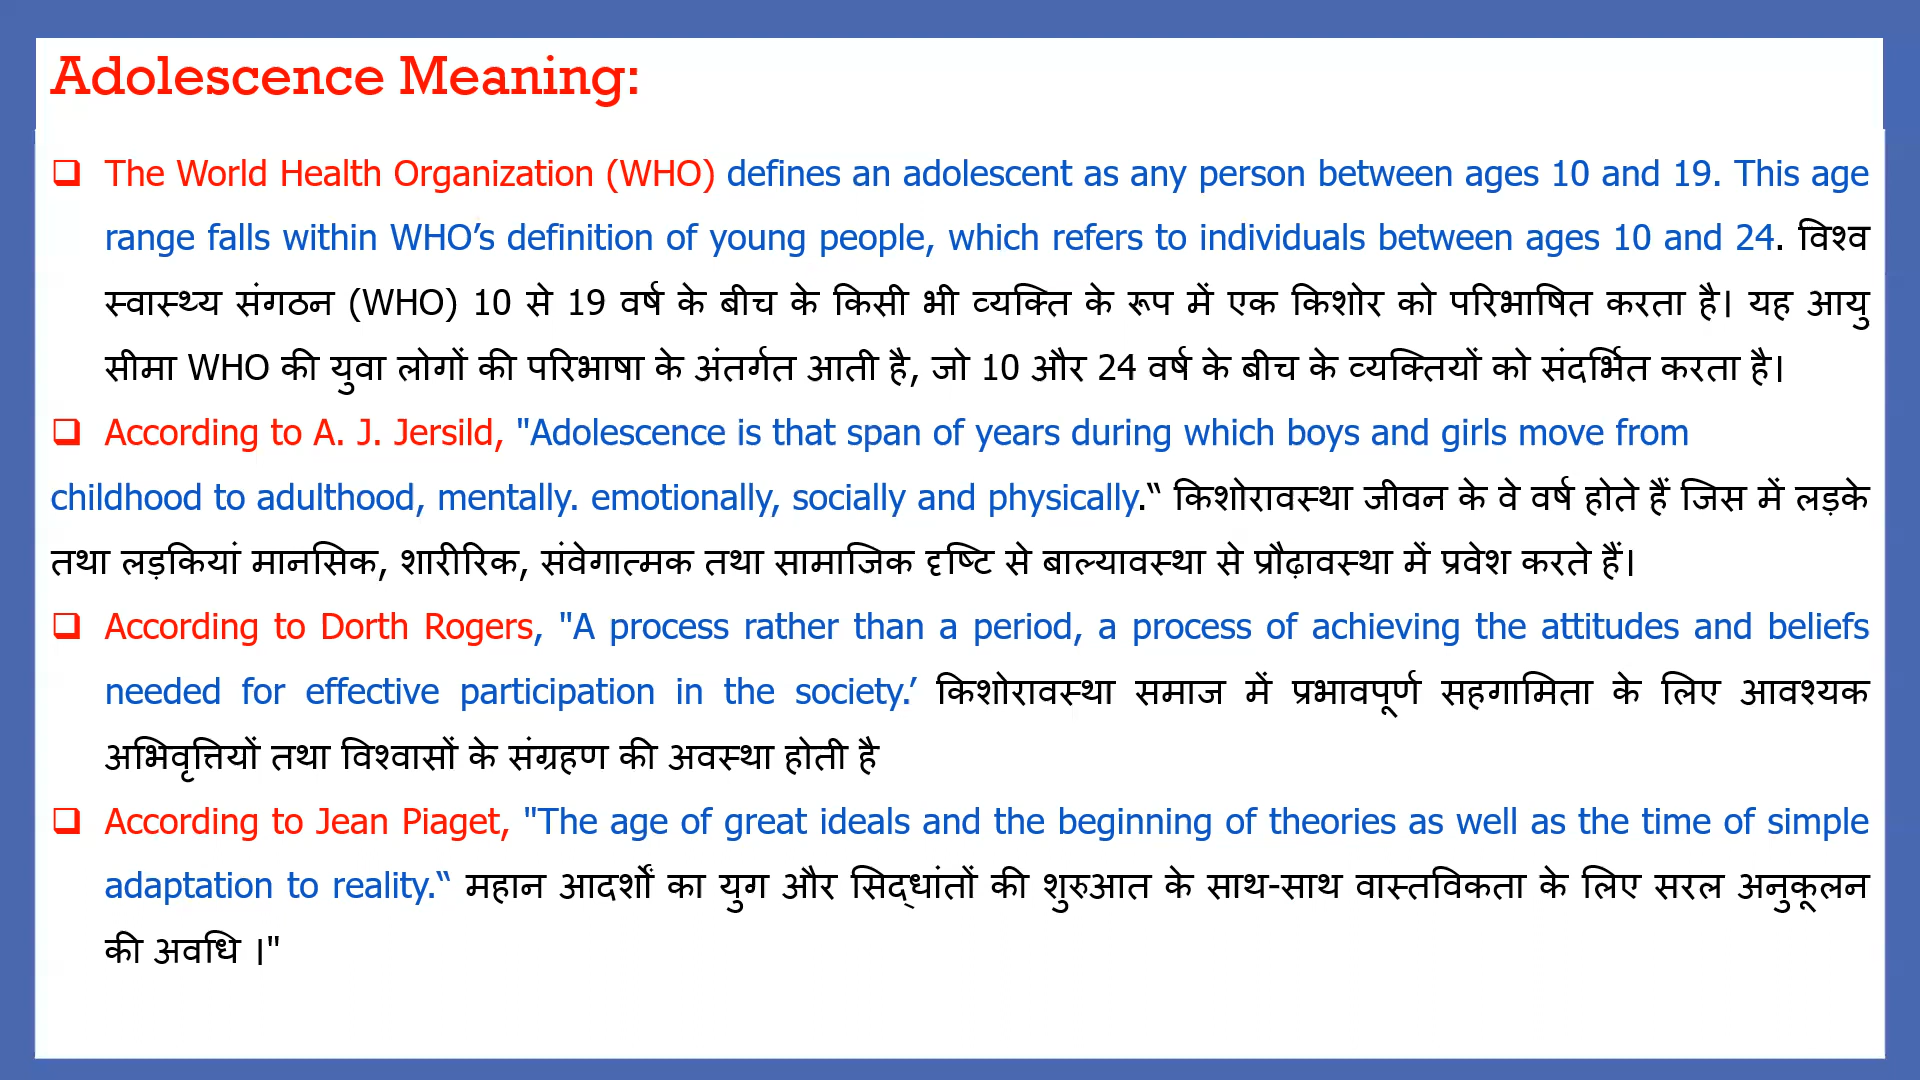 Adolescence Meaning:
❑ The World Health Organization (WHO) defines an adolescent as any person between ages 10 and 19. This age
range falls within WHO’s definition of young people, which refers to individuals between ages 10 and 24. विश्व
स्वास्थ्य संगठन (WHO) 10 से 19 वर्ष के बीच के किसी भी व्यक्ति के रूप में एक किशोर को परिभाषित करता है। यह आयु
सीमा WHO की युवा लोगों की परिभाषा के अंतर्गत आती है, जो 10 और 24 वर्ष के बीच के व्यक्तियों को संदर्भित करता है।
❑ According to A. J. Jersild, "Adolescence is that span of years during which boys and girls move from
childhood to adulthood, mentally. emotionally, socially and physically.“ किशोरावस्था जीवन के वे वर्ष होते हैं जिस में लड़के
तथा लड़कियां मानसिक, शारीरिक, संवेगात्मक तथा सामाजिक दृष्टि से बाल्यावस्था से प्रौढ़ावस्था में प्रवेश करते हैं।
❑ According to Dorth Rogers, "A process rather than a period, a process of achieving the attitudes and beliefs
needed for effective participation in the society.’ किशोरावस्था समाज में प्रभावपूर्ण सहगामिता के लिए आवश्यक
अभिवृत्तियों तथा विश्वासों के संग्रहण की अवस्था होती है
❑ According to Jean Piaget, "The age of great ideals and the beginning of theories as well as the time of simple
adaptation to reality.“ महान आदर्शों का युग और सिद्धांतों की शुरुआत के साथ-साथ वास्तविकता के लिए सरल अनुकूलन
की अवधि ।"